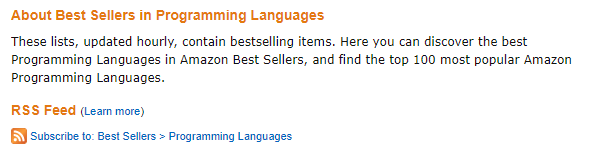 About Best Sellers in Programming Languages
These lists, updated hourly, contain bestselling items. Here you can discover the best
Programming Languages in Amazon Best Sellers, and find the top 100 most popular Amazon
Programming Languages.
RSS Feed (Learn more)
Subscribe to: Best Sellers > Programming Languages